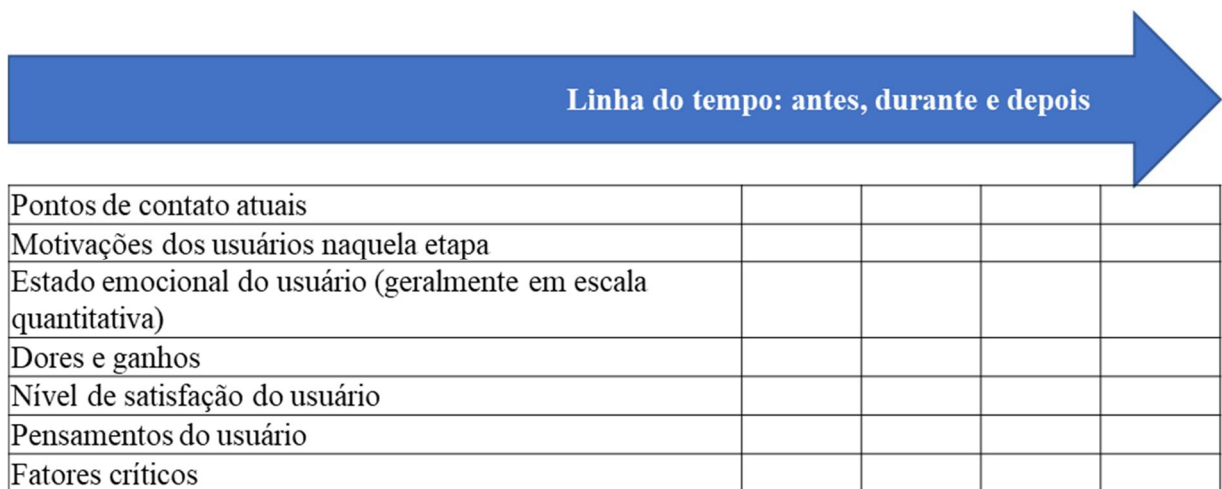 Linha do tempo: antes, durante e depois
Pontos de contato atuais
Motivações dos usuários naquela etapa
Estado emocional do usuário (geralmente em escala
quantitativa)
Dores e ganhos
Nível de satisfação do usuário
Pensamentos do usuário
Fatores críticos